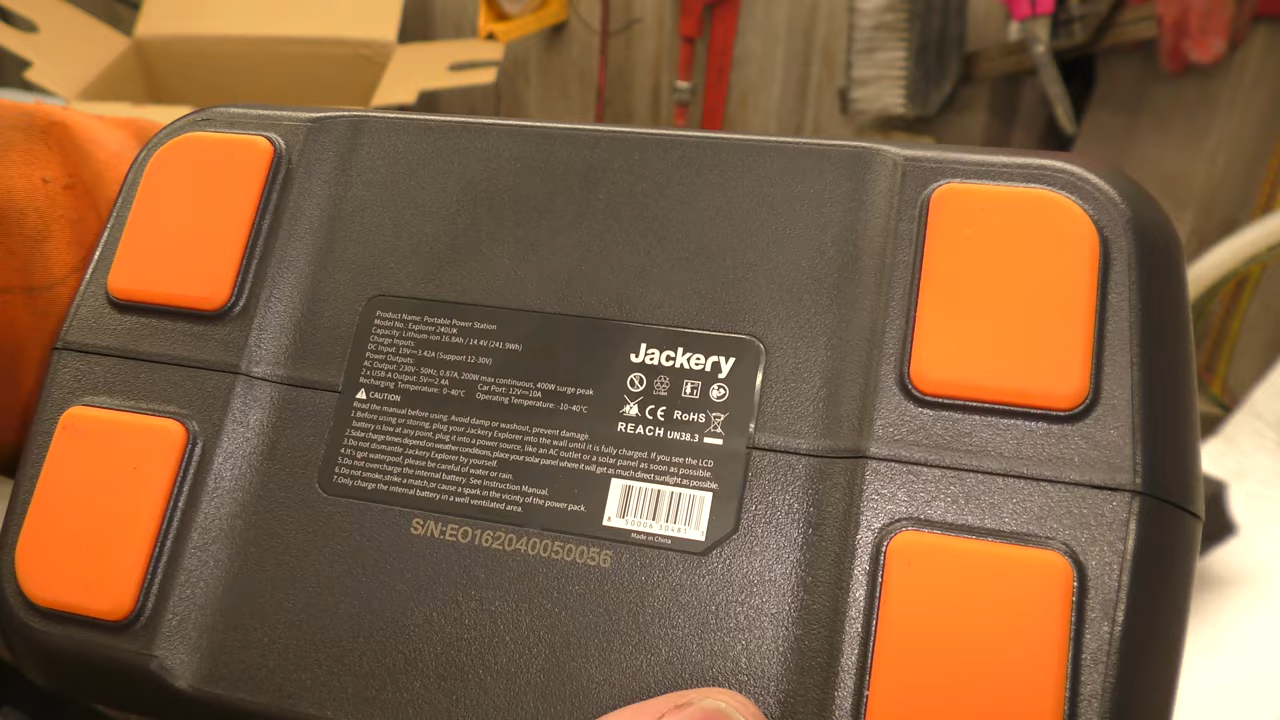 Product Name: Portable Power Station
Model No.: Explorer 240UK
Capacity: Lithium-ion 16.8Ah / 14.4V (241.9Wh)
Charge Inputs:
DC Input: 19V⎓3.42A (Support 12-30V)
Power Outputs:
AC Output: 230V~ 50Hz, 0.87A, 200W max continuous, 400W surge peak
2 x USB-A Output: 5V⎓2.4A Car Port: 12V⎓10A
Recharging Temperature: 0~40℃ Operating Temperature: -10~40℃
CAUTION
Read the manual before using. Avoid damp or washout, prevent damage.
1.Before using or storing, plug your Jackery Explorer into the wall until it is fully charged. If you see the LCD
battery is low at any point, plug it into a power source, like an AC outlet or a solar panel as soon as possible.
2.Solar charge times depend on weather conditions, place your solar panel where it will get as much direct sunlight as possible.
3.Do not dismantle Jackery Explorer by yourself.
4.It's not waterproof, please be careful of water or rain.
5.Do not overcharge the internal battery. See Instruction Manual.
6.Do not smoke,strike a match,or cause a spark in the vicinty of the power pack.
7.Only charge the internal battery in a well ventilated area.
Jackery
Li-ion
CE RoHS
REACH UN38.3
8 50006 30481
Made in China
S/N:EO162040050056